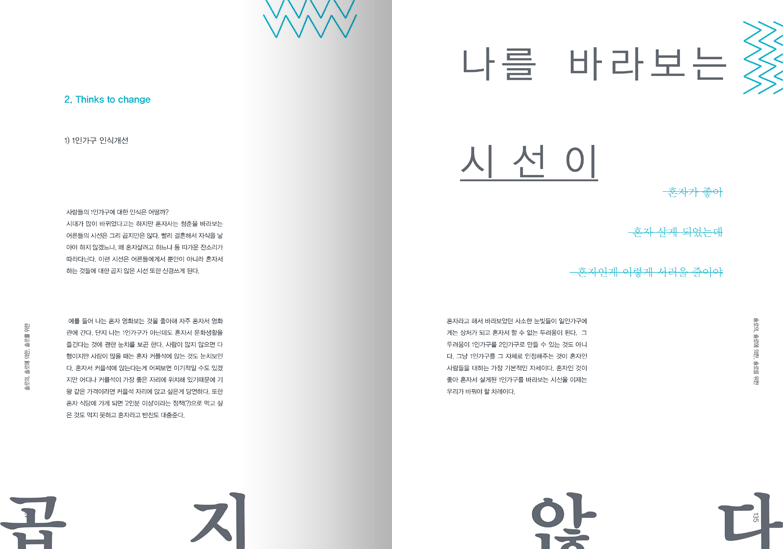 2. Thinks to change
1) 1인가구 인식개선
사람들의 1인가구에 대한 인식은 어떨까?
시대가 많이 바뀌었다고는 하지만 혼자사는 청춘을 바라보는
어른들의 시선은 그리 곱지만은 않다. 빨리 결혼해서 자식을 낳
아야 하지 않겠느냐, 왜 혼자살려고 하느냐 등 따가운 잔소리가
따라다닌다. 이런 시선은 어른들에게서 뿐만이 아니라 혼자서
하는 것들에 대한 곱지 않은 시선 또한 신경쓰게 된다.
예를 들어 나는 혼자 영화보는 것을 좋아해 자주 혼자서 영화
관에 간다. 단지 나는 1인가구가 아닌데도 혼자서 문화생활을
즐긴다는 것에 괜한 눈치를 보곤 한다. 사람이 많지 않으면 다
행이지만 사람이 많을 때는 혼자 커플석에 앉는 것도 눈치보인
다. 혼자서 커플석에 앉는다는게 어찌보면 이기적일 수도 있겠
지만 어디나 커플석이 가장 좋은 자리에 위치해 있기때문에 기
왕 같은 가격이라면 커플석 자리에 앉고 싶은게 당연하다. 또한
혼자 식당에 가게 되면 '2인분 이상'이라는 정책(?)으로 먹고 싶
은 것도 먹지 못하고 혼자라고 반찬도 대충준다.
곱 지
나를 바라보는
시선이
혼자가 좋아
혼자 살게 되었는데
혼자인게 이렇게 서러울 줄이야
혼자라고 해서 바라보았던 사소한 눈빛들이 일인가구에
게는 상처가 되고 혼자서 할 수 없는 두려움이 된다. 그
두려움이 1인가구를 2인가구로 만들 수 있는 것도 아니
다. 그냥 1인가구를 그 자체로 인정해주는 것이 혼자인
사람들을 대하는 가장 기본적인 자세이다. 혼자인 것이
좋아 혼자서 살게된 1인가구를 바라보는 시선을 이제는
우리가 바꿔야 할 차례이다.
않 다
135